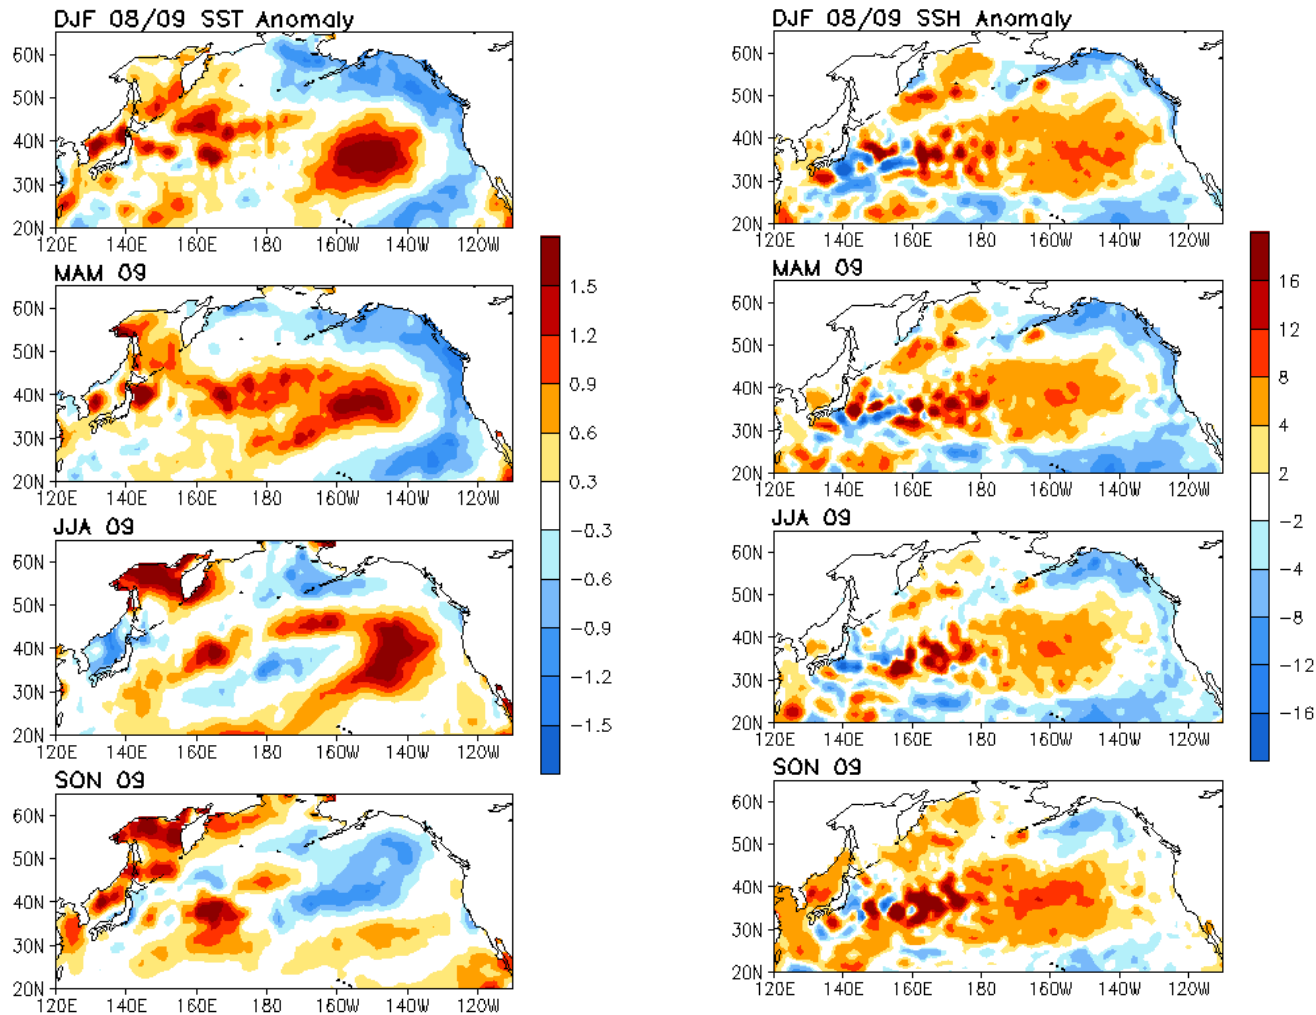 DJF 08/09 SST Anomaly
60N
50N
40N
30N
20N
120E 140E 160E 180 160W 140W 120W
MAM 09
60N
50N
40N
30N
20N
120E 140E 160E 180 160W 140W 120W
JJA 09
60N
50N
40N
30N
20N
120E 140E 160E 180 160W 140W 120W
SON 09
60N
50N
40N
30N
20N
120E 140E 160E 180 160W 140W 120W
1.5
1.2
0.9
0.6
0.3
-0.3
-0.6
-0.9
-1.2
-1.5
DJF 08/09 SSH Anomaly
60N
50N
40N
30N
20N
120E 140E 160E 180 160W 140W 120W
MAM 09
60N
50N
40N
30N
20N
120E 140E 160E 180 160W 140W 120W
JJA 09
60N
50N
40N
30N
20N
120E 140E 160E 180 160W 140W 120W
SON 09
60N
50N
40N
30N
20N
120E 140E 160E 180 160W 140W 120W
16
12
8
4
2
-2
-4
-8
-12
-16